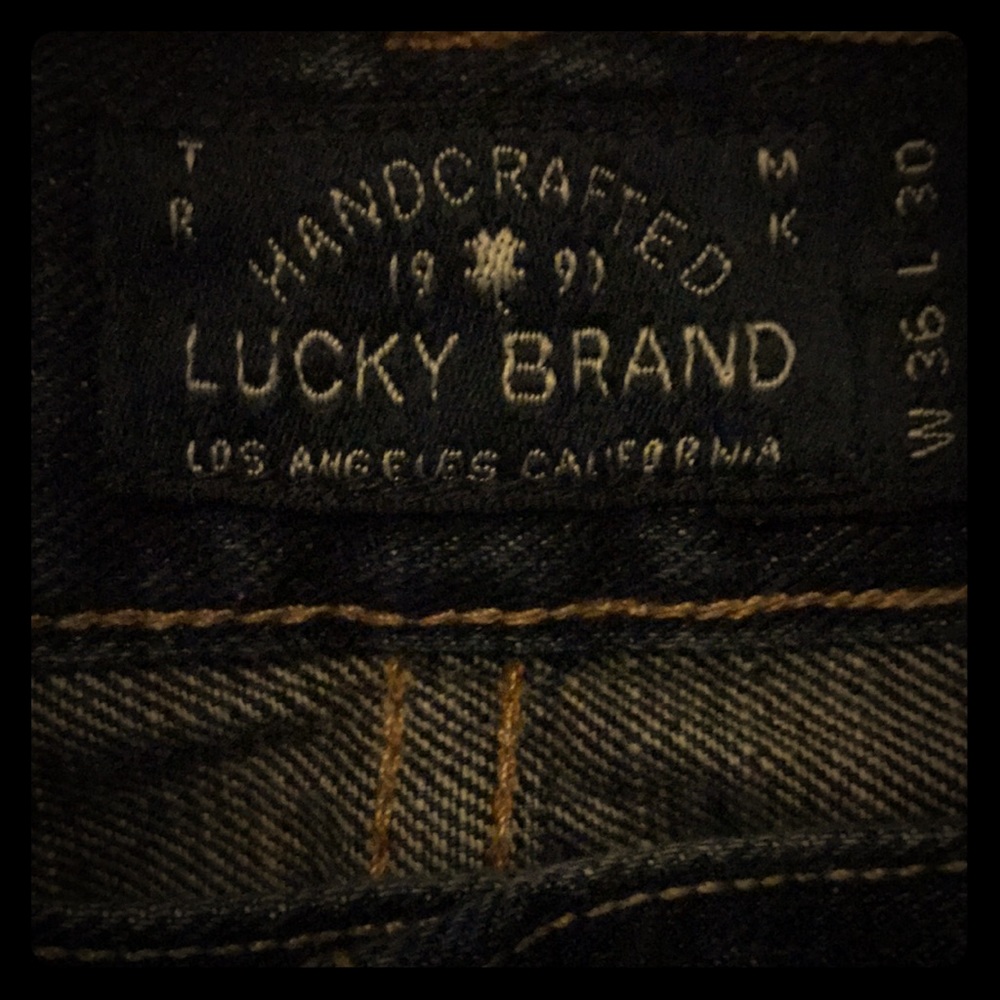 T
R
HANDCRAFTED
M
K
19 91
LUCKY BRAND
LOS ANGELES CALIFORNIA
W 36 L 30